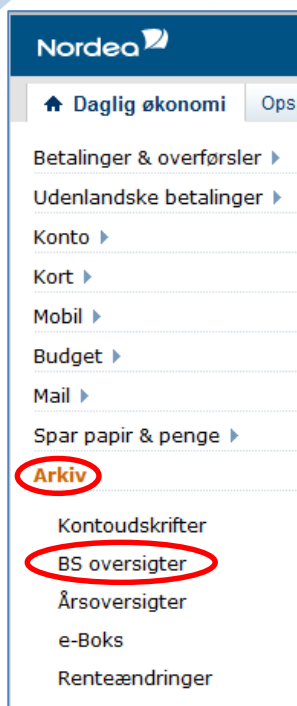 Nordea
Daglig økonomi Ops
Betalinger & overførsler
Udenlandske betalinger
Konto
Kort
Mobil
Budget
Mail
Spar papir & penge
Arkiv
Kontoudskrifter
BS oversigter
Årsoversigter
e-Boks
Renteændringer